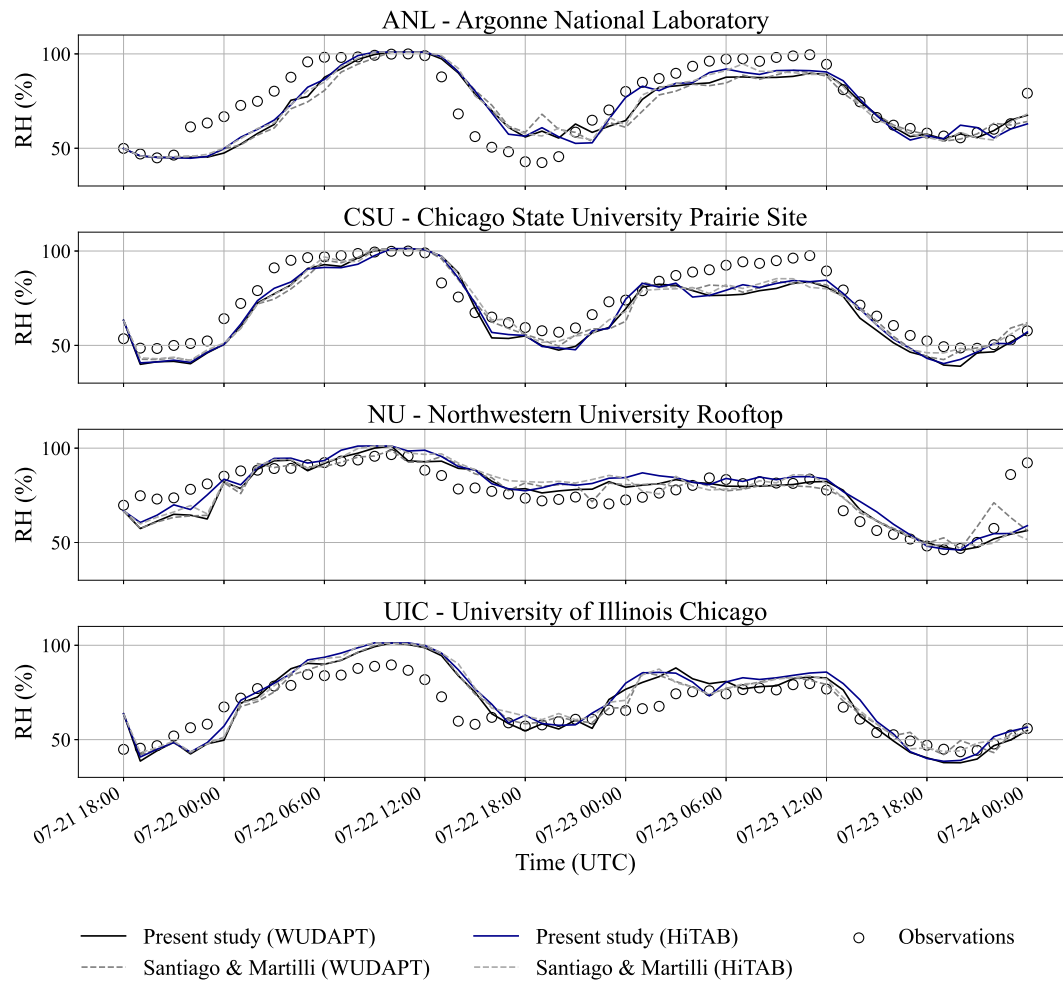 ANL - Argonne National Laboratory
RH (%)
100
50
CSU - Chicago State University Prairie Site
RH (%)
100
50
NU - Northwestern University Rooftop
RH (%)
100
50
UIC - University of Illinois Chicago
RH (%)
100
50
07-21 18:00 07-22 00:00 07-22 06:00 07-22 12:00 07-22 18:00 07-23 00:00 07-23 06:00 07-23 12:00 07-23 18:00 07-24 00:00
Time (UTC)
Present study (WUDAPT) Present study (HiTAB) Observations
Santiago & Martilli (WUDAPT) Santiago & Martilli (HiTAB)